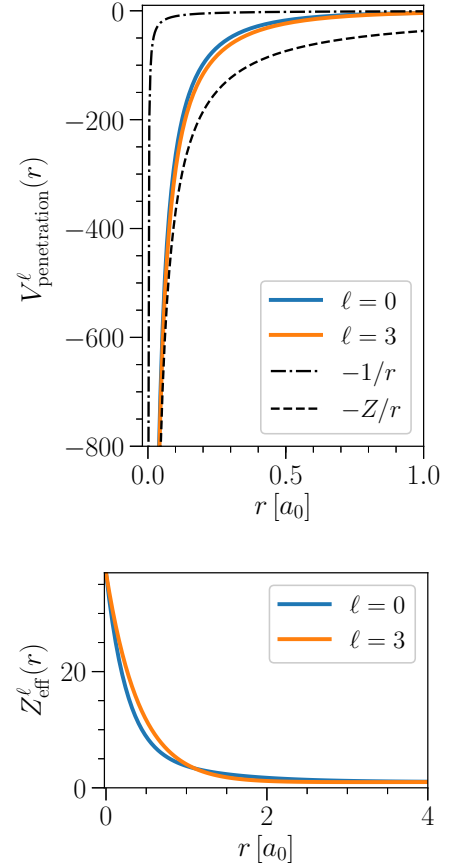 0
−200
−400
−600
−800
V^ℓ_penetration(r)
ℓ = 0
ℓ = 3
−1/r
−Z/r
0.0 0.5 1.0
r [a_0]
ℓ = 0
ℓ = 3
20
0
Z^ℓ_eff(r)
0 2 4
r [a_0]